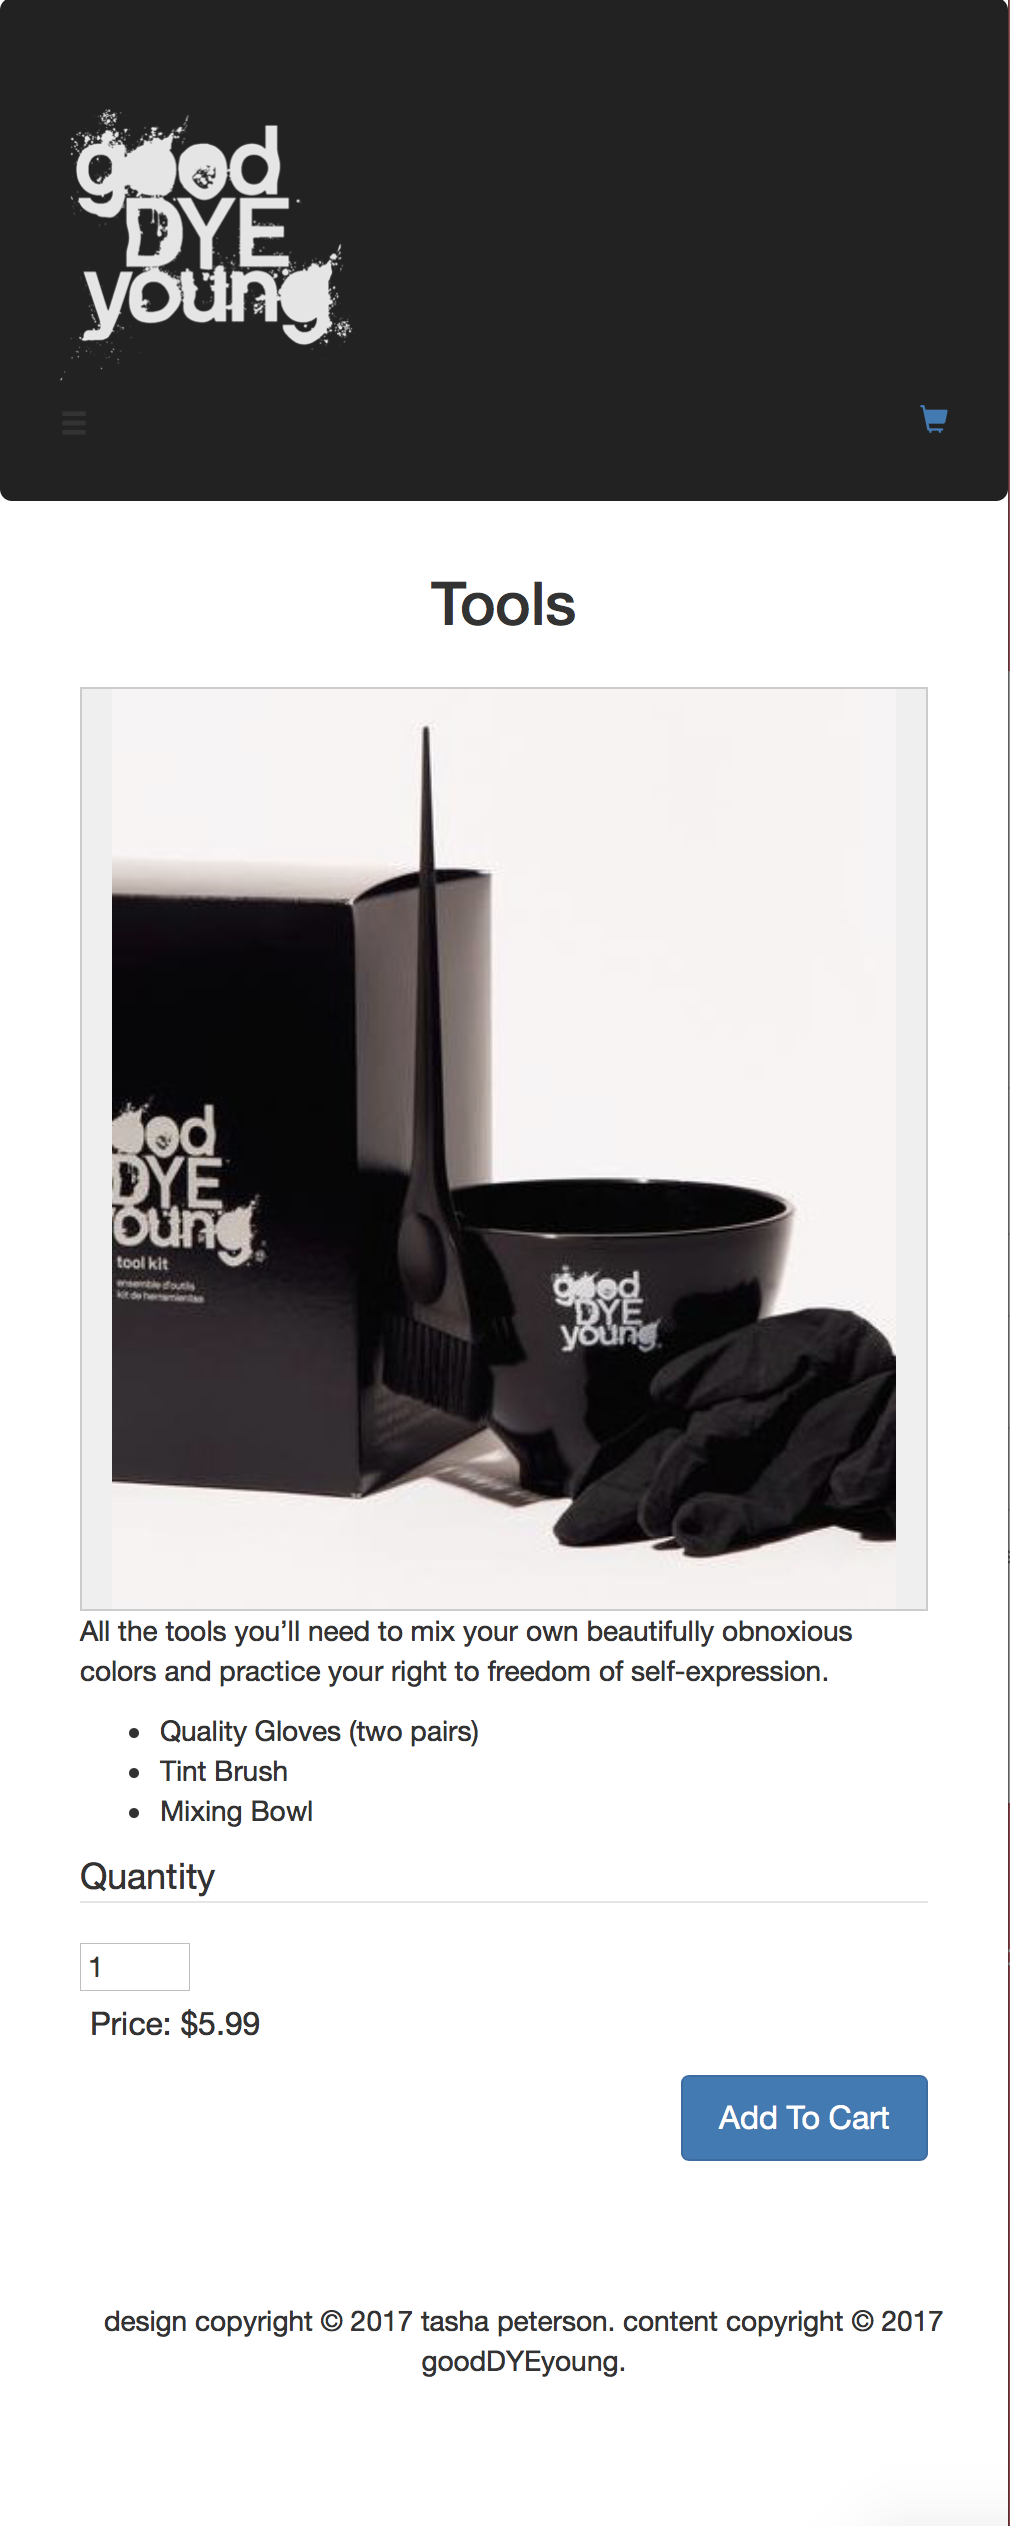 good
DYE
young
Tools
ood
DYE
oung
tool kit
ensemble d'outils
kit de herramientas
good
DYE
young
All the tools you’ll need to mix your own beautifully obnoxious
colors and practice your right to freedom of self-expression.
• Quality Gloves (two pairs)
• Tint Brush
• Mixing Bowl
Quantity
1
Price: $5.99
Add To Cart
design copyright © 2017 tasha peterson. content copyright © 2017
goodDYEyoung.